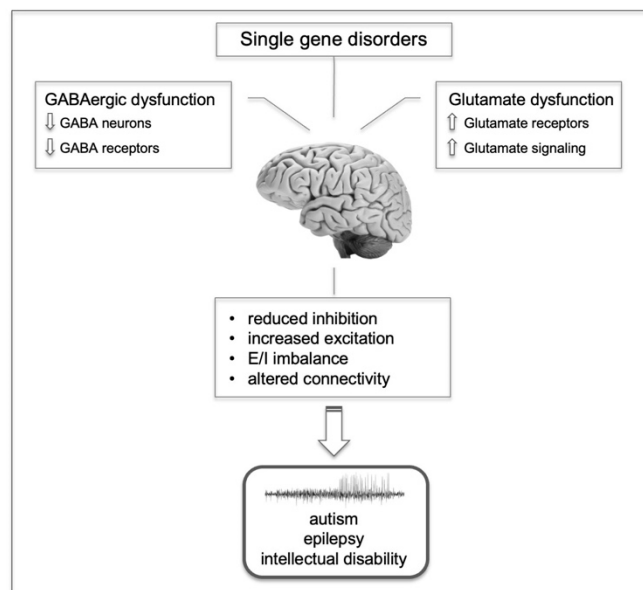 Single gene disorders
GABAergic dysfunction
⇩ GABA neurons
⇩ GABA receptors
Glutamate dysfunction
⇧ Glutamate receptors
⇧ Glutamate signaling
• reduced inhibition
• increased excitation
• E/I imbalance
• altered connectivity
autism
epilepsy
intellectual disability